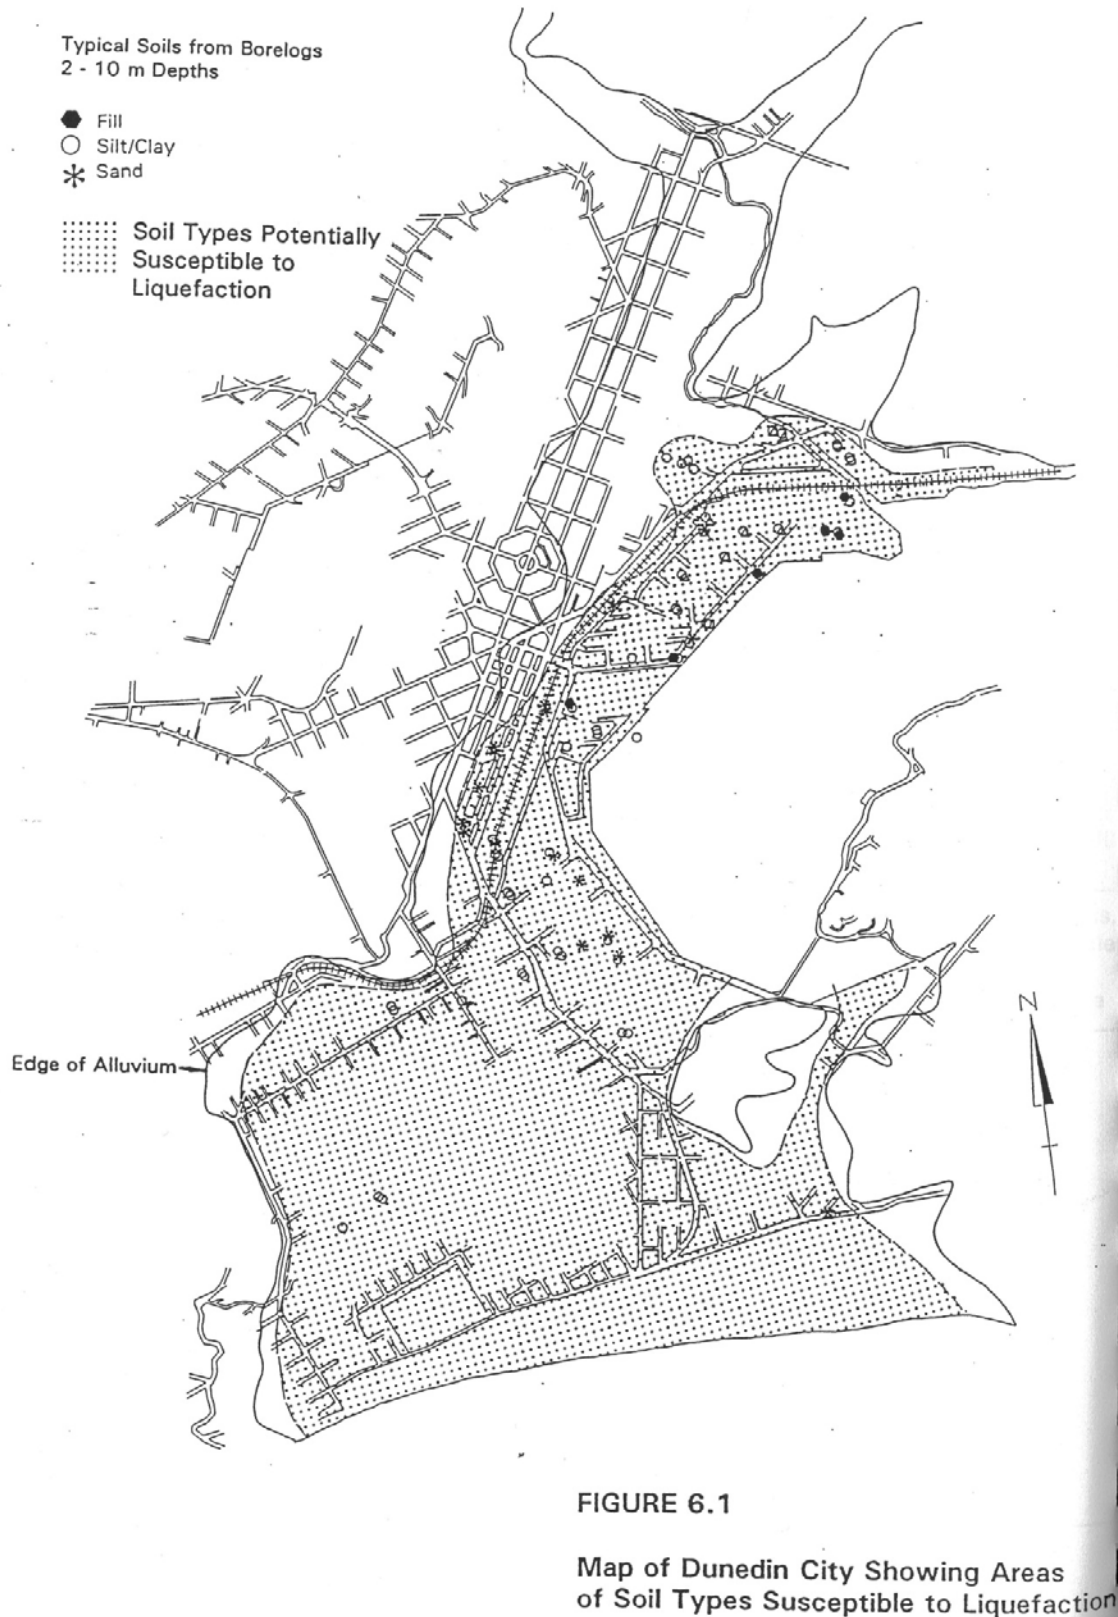 Typical Soils from Borelogs
2 - 10 m Depths
Fill
Silt/Clay
Sand
Soil Types Potentially
Susceptible to
Liquefaction
Edge of Alluvium
N
FIGURE 6.1
Map of Dunedin City Showing Areas
of Soil Types Susceptible to Liquefaction